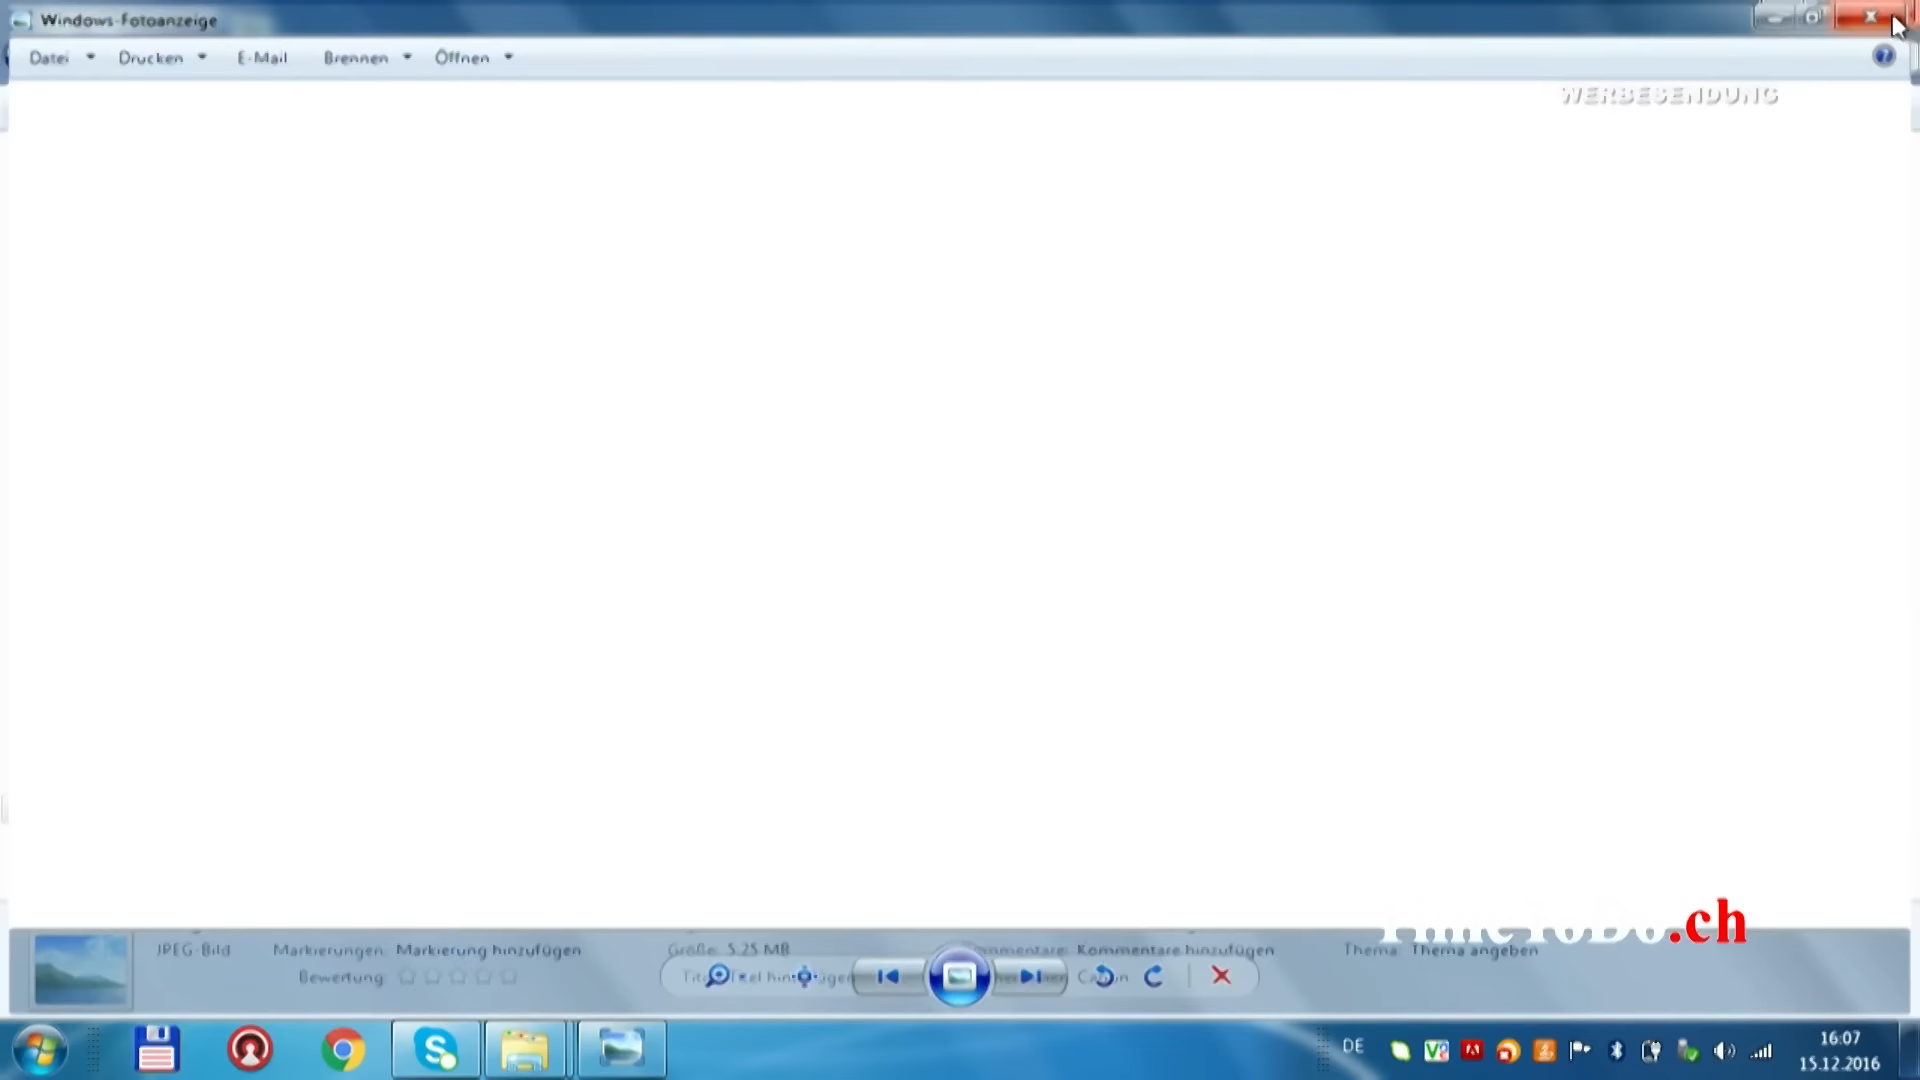 Windows-Fotoanzeige
Datei Drucken E-Mail Brennen Öffnen
WERBESENDUNG
TimeToDo.ch
JPEG-Bild Markierungen: Markierung hinzufügen Größe: 5.25 MB Kommentare hinzufügen Thema: Thema angeben
Bewertung:
DE 16:07
15.12.2016